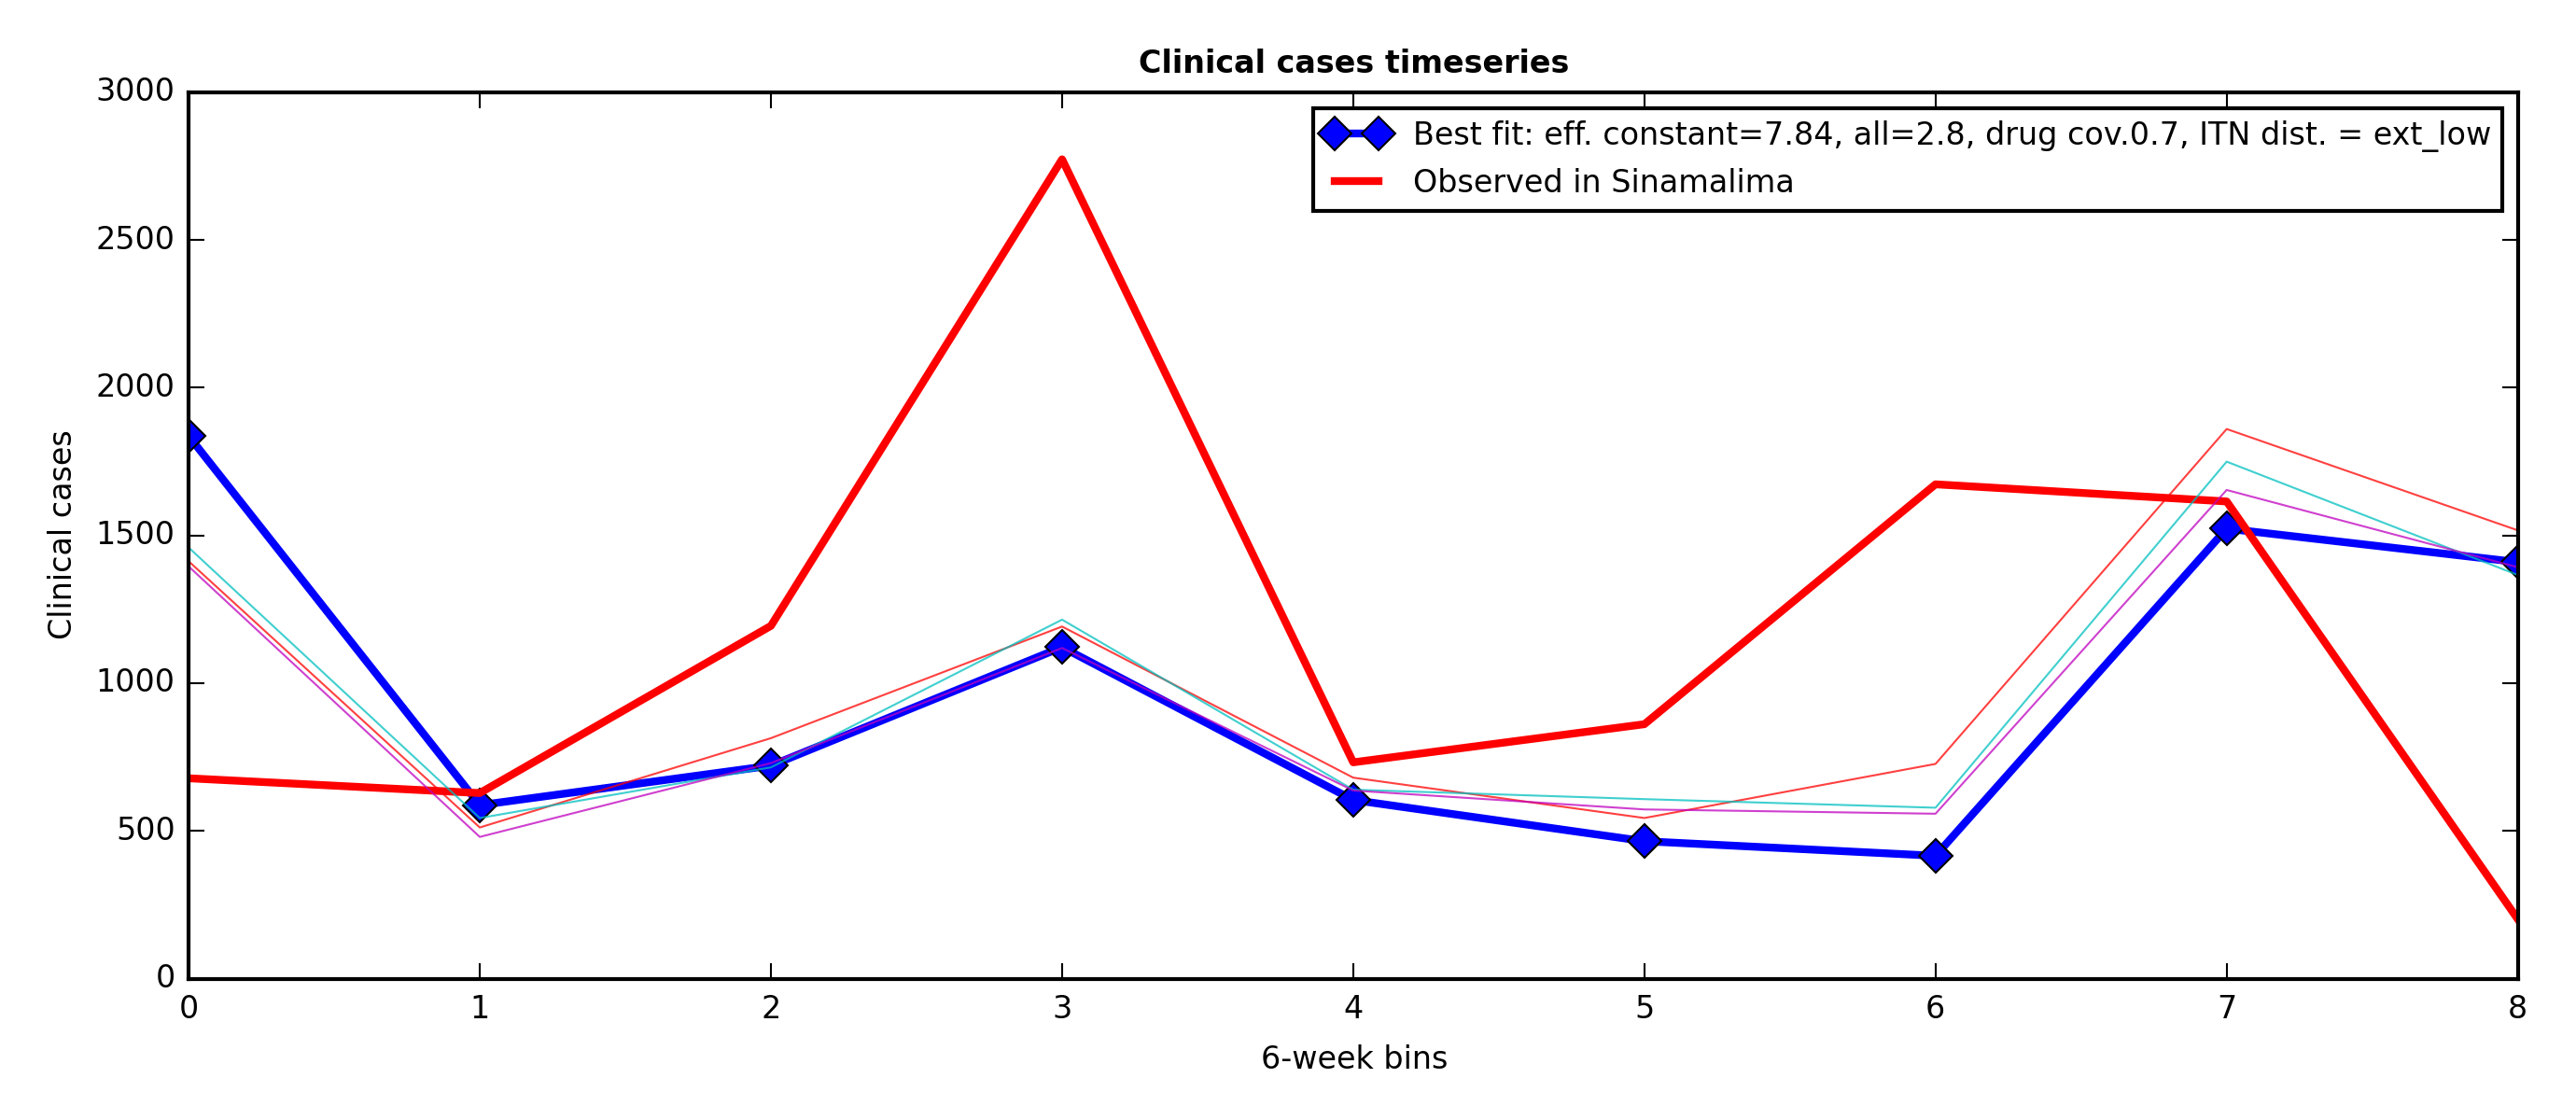 Clinical cases timeseries
3000
2500
2000
1500
1000
500
0
Clinical cases
Best fit: eff. constant=7.84, all=2.8, drug cov.0.7, ITN dist. = ext_low
Observed in Sinamalima
0 1 2 3 4 5 6 7 8
6-week bins